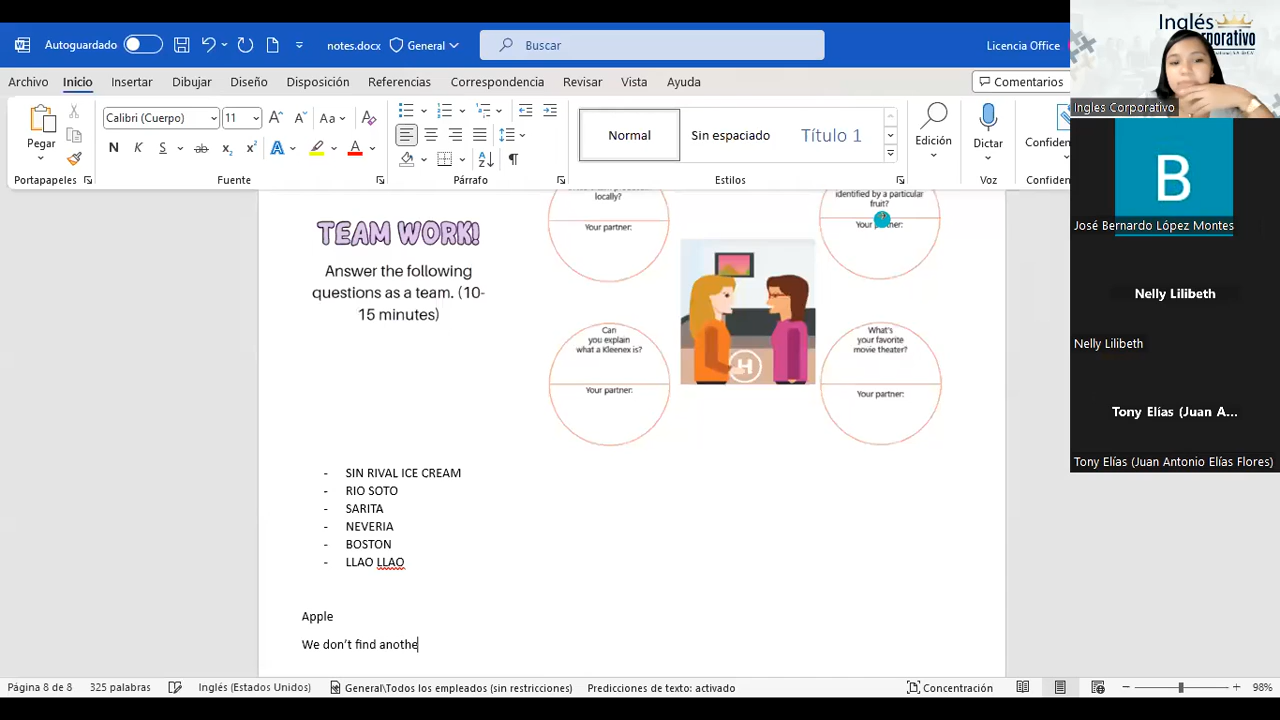 Autoguardado
notes.docx
General
Buscar
Licencia Office
Archivo
Inicio
Insertar
Dibujar
Diseño
Disposición
Referencias
Correspondencia
Revisar
Vista
Ayuda
Comentarios
Pegar
Portapapeles
Calibri (Cuerpo)
11
Fuente
Párrafo
Normal
Sin espaciado
Título 1
Estilos
Edición
Dictar
Voz
Inglés
Ingles Corporativo
B
José Bernardo López Montes
Nelly Lilibeth
Nelly Lilibeth
Tony Elías (Juan A...
Tony Elías (Juan Antonio Elías Flores)
TEAM WORK!
Answer the following
questions as a team. (10-
15 minutes)
locally?
Your partner:
identified by a particular
fruit?
Your partner:
Can
you explain
what a Kleenex is?
Your partner:
What's
your favorite
movie theater?
Your partner:
H
- SIN RIVAL ICE CREAM
- RIO SOTO
- SARITA
- NEVERIA
- BOSTON
- LLAO LLAO
Apple
We don't find anothe
Página 8 de 8
325 palabras
Inglés (Estados Unidos)
General\Todos los empleados (sin restricciones)
Predicciones de texto: activado
Concentración
98%